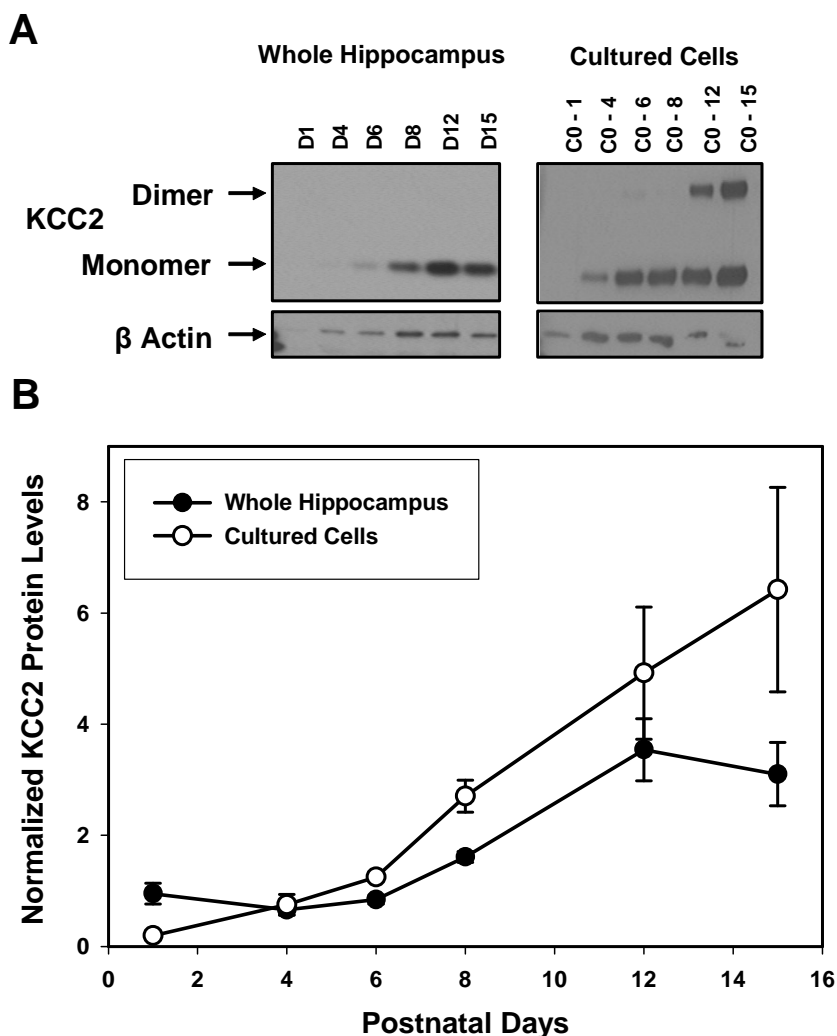 A
Whole Hippocampus
Cultured Cells
D1
D4
D6
D8
D12
D15
C0 - 1
C0 - 4
C0 - 6
C0 - 8
C0 - 12
C0 - 15
Dimer
KCC2
Monomer
β Actin
B
Normalized KCC2 Protein Levels
8
6
4
2
0
Whole Hippocampus
Cultured Cells
0 2 4 6 8 10 12 14 16
Postnatal Days